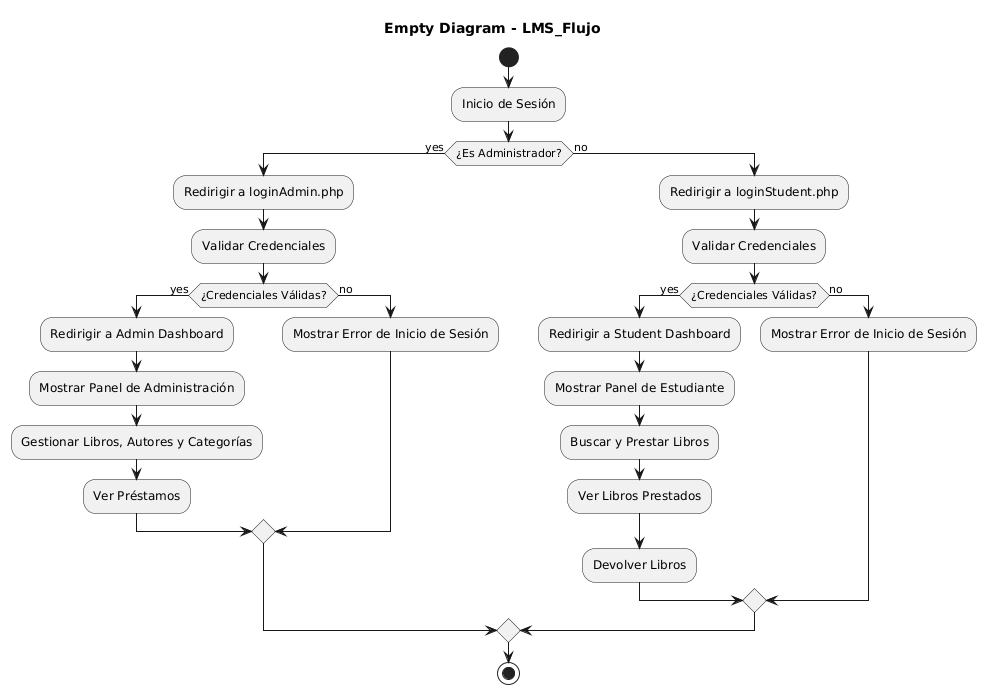 Empty Diagram - LMS_Flujo
Inicio de Sesión
yes
¿Es Administrador?
no
Redirigir a loginAdmin.php
Redirigir a loginStudent.php
Validar Credenciales
Validar Credenciales
yes
¿Credenciales Válidas?
no
yes
¿Credenciales Válidas?
no
Redirigir a Admin Dashboard
Mostrar Error de Inicio de Sesión
Redirigir a Student Dashboard
Mostrar Error de Inicio de Sesión
Mostrar Panel de Administración
Mostrar Panel de Estudiante
Gestionar Libros, Autores y Categorías
Buscar y Prestar Libros
Ver Préstamos
Ver Libros Prestados
Devolver Libros